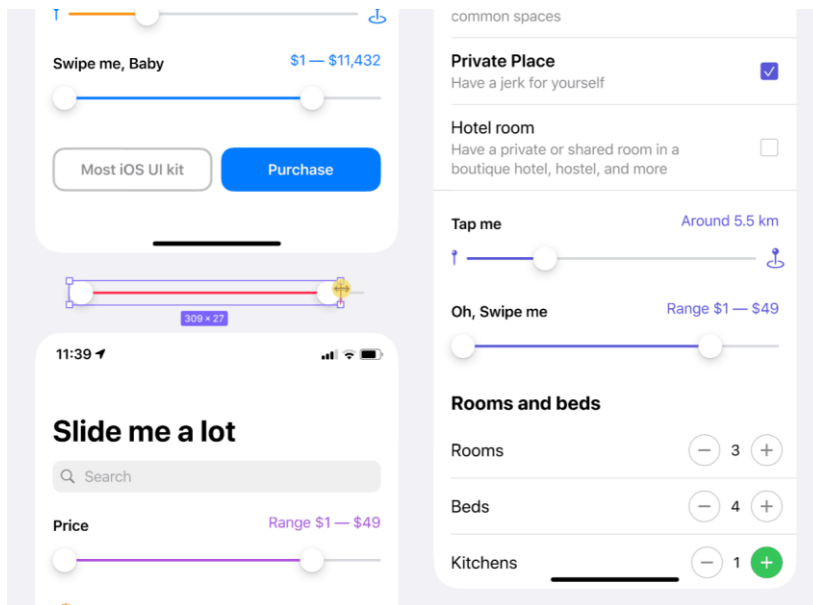 Swipe me, Baby
$1 — $11,432
Most iOS UI kit
Purchase
309 × 27
11:39
Slide me a lot
Search
Price
Range $1 — $49
common spaces
Private Place
Have a jerk for yourself
Hotel room
Have a private or shared room in a
boutique hotel, hostel, and more
Tap me
Around 5.5 km
Oh, Swipe me
Range $1 — $49
Rooms and beds
Rooms
3
Beds
4
Kitchens
1